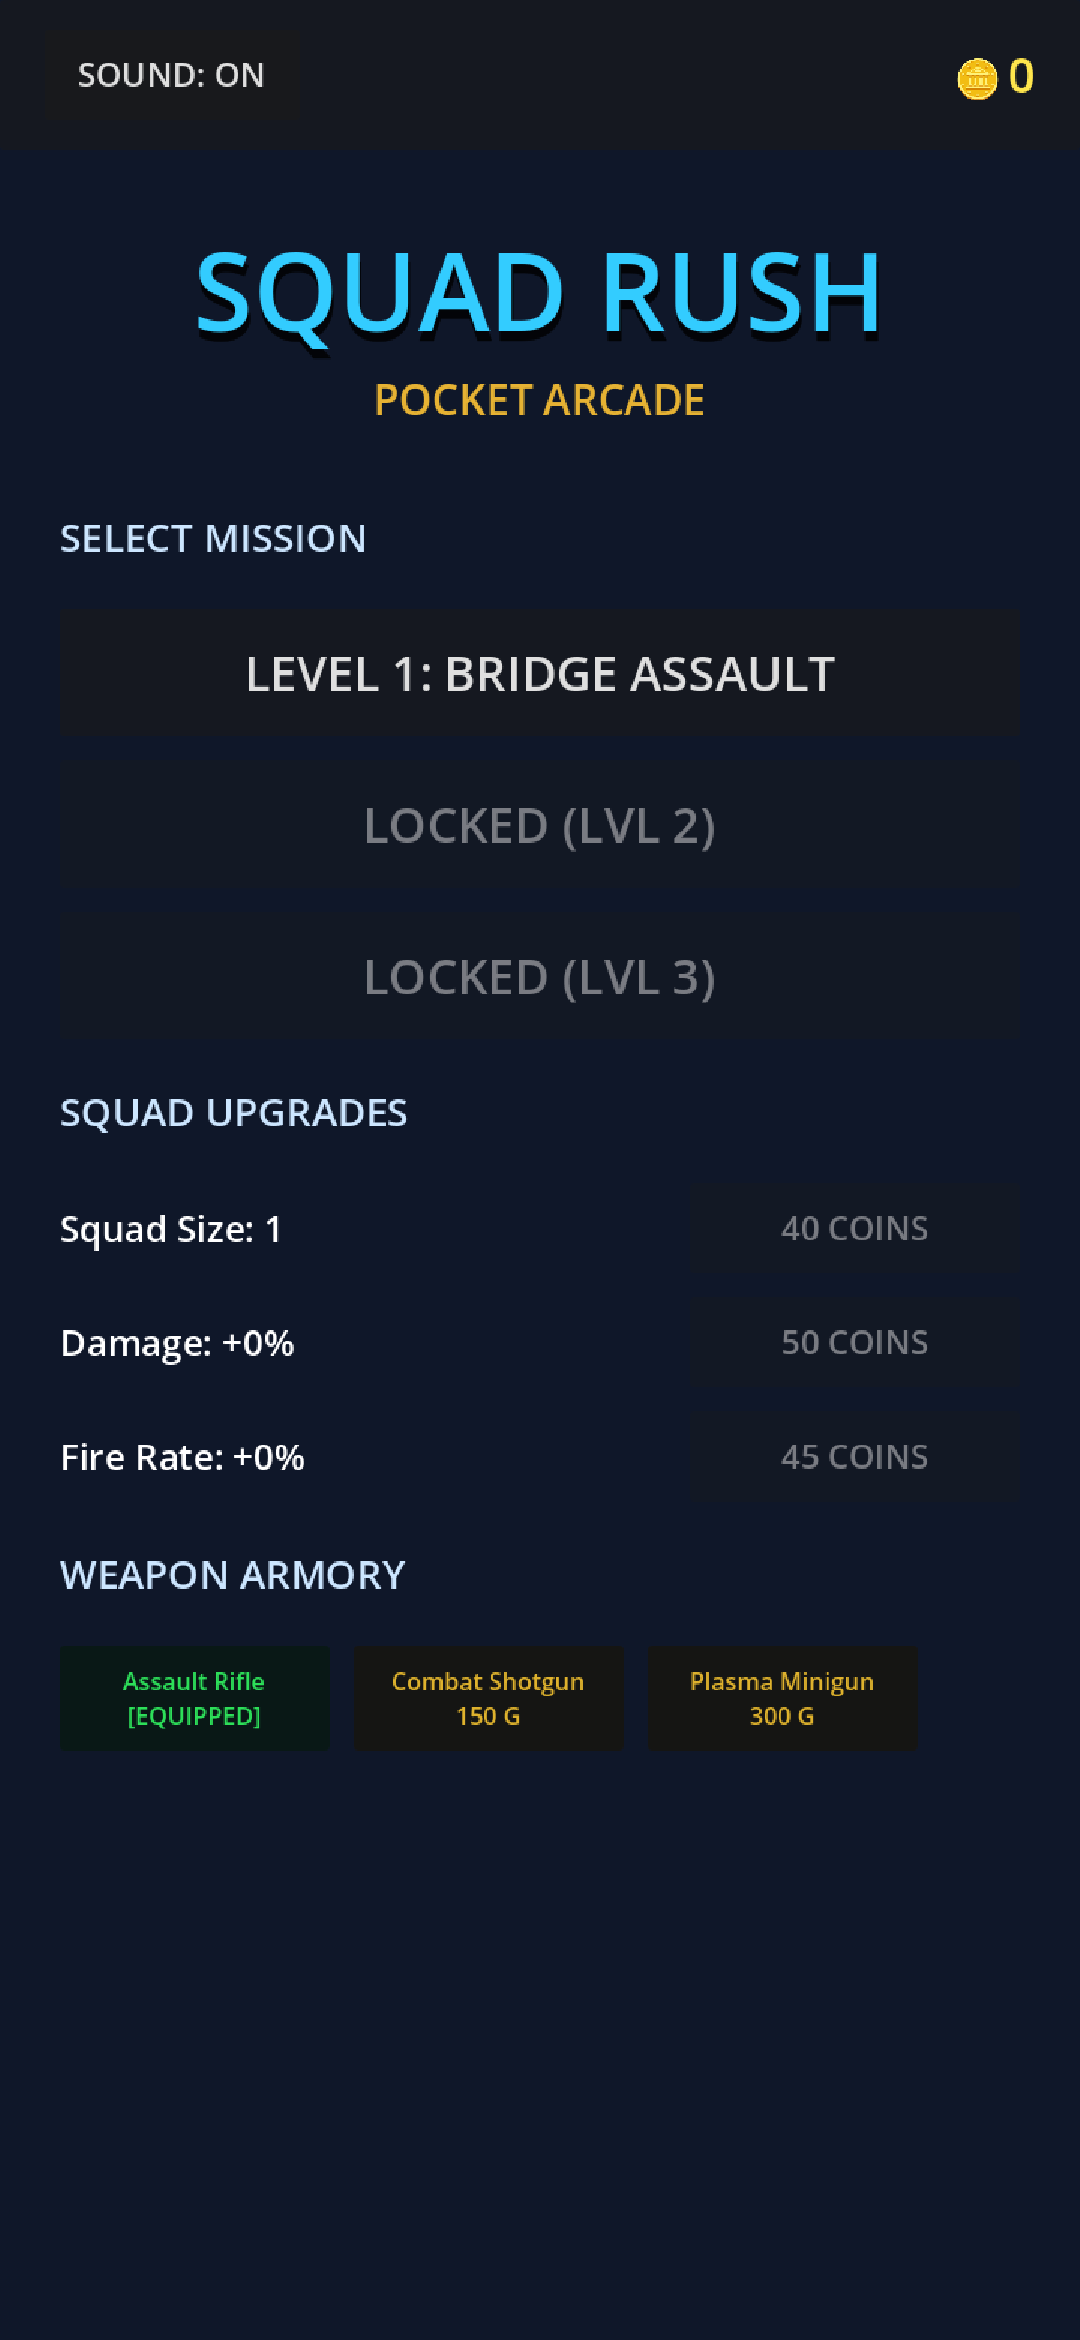 SOUND: ON
0
SQUAD RUSH
POCKET ARCADE
SELECT MISSION
LEVEL 1: BRIDGE ASSAULT
LOCKED (LVL 2)
LOCKED (LVL 3)
SQUAD UPGRADES
Squad Size: 1
40 COINS
Damage: +0%
50 COINS
Fire Rate: +0%
45 COINS
WEAPON ARMORY
Assault Rifle
[EQUIPPED]
Combat Shotgun
150 G
Plasma Minigun
300 G